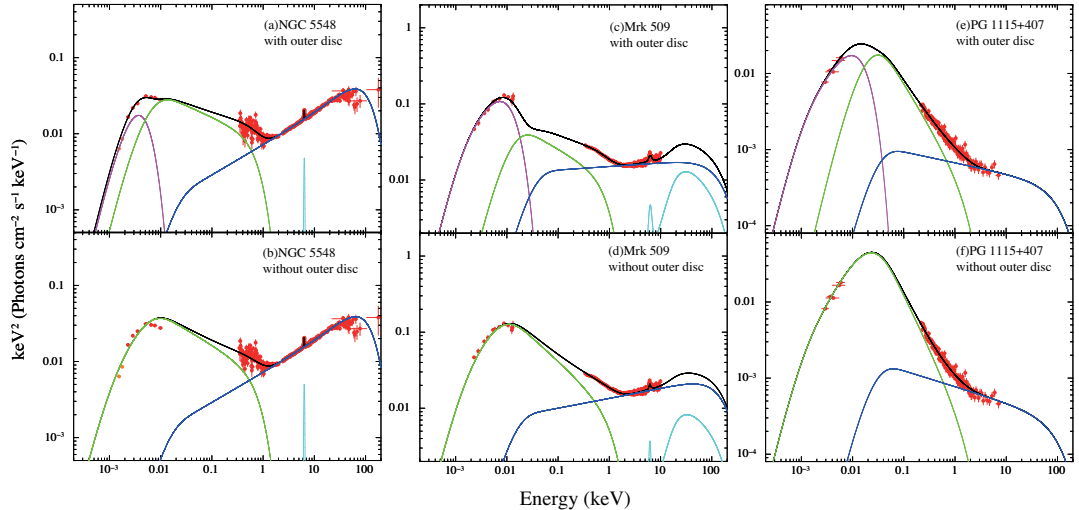 (a)NGC 5548
with outer disc
0.1
0.01
10⁻³
(b)NGC 5548
without outer disc
0.1
0.01
10⁻³
10⁻³ 0.01 0.1 1 10 100
(c)Mrk 509
with outer disc
1
0.1
0.01
(d)Mrk 509
without outer disc
1
0.1
0.01
10⁻³ 0.01 0.1 1 10 100
(e)PG 1115+407
with outer disc
0.01
10⁻³
10⁻⁴
(f)PG 1115+407
without outer disc
0.01
10⁻³
10⁻⁴
10⁻³ 0.01 0.1 1 10 100
keV² (Photons cm⁻² s⁻¹ keV⁻¹)
Energy (keV)